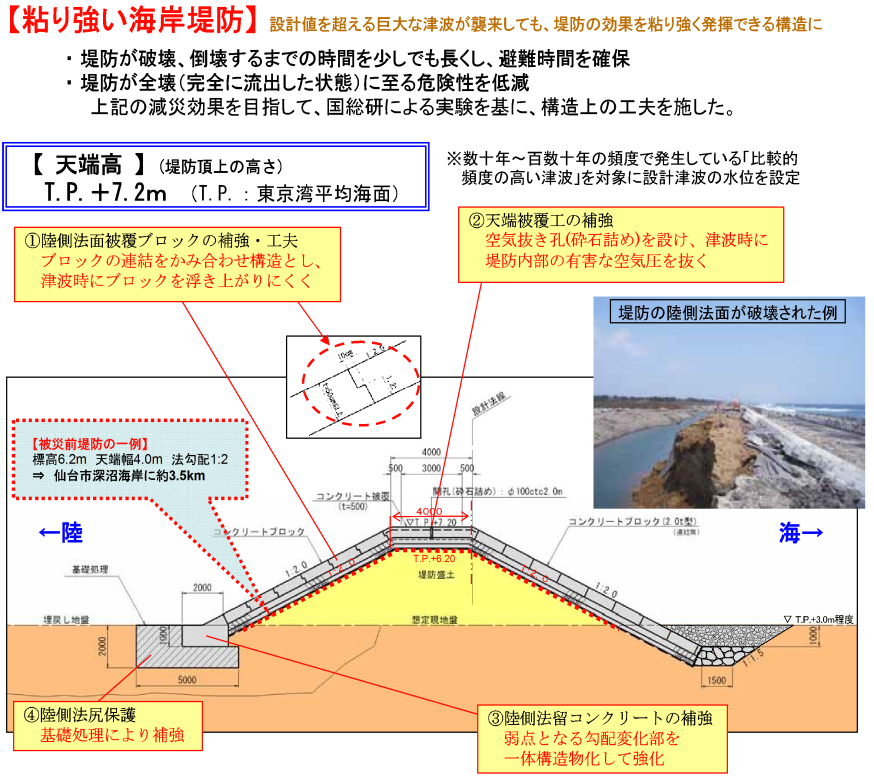 【粘り強い海岸堤防】 設計値を超える巨大な津波が襲来しても、堤防の効果を粘り強く発揮できる構造に
・堤防が破壊、倒壊するまでの時間を少しでも長くし、避難時間を確保
・堤防が全壊(完全に流出した状態)に至る危険性を低減
上記の減災効果を目指して、国総研による実験を基に、構造上の工夫を施した。
【 天端高 】 (堤防頂上の高さ)
T.P.+7.2m (T.P.:東京湾平均海面)
※数十年～百数十年の頻度で発生している「比較的
頻度の高い津波」を対象に設計津波の水位を設定
①陸側法面被覆ブロックの補強・工夫
ブロックの連結をかみ合わせ構造とし、
津波時にブロックを浮き上がりにくく
②天端被覆工の補強
空気抜き孔(砕石詰め)を設け、津波時に
堤防内部の有害な空気圧を抜く
堤防の陸側法面が破壊された例
1:2.0
設計法線
【被災前堤防の一例】
標高6.2m 天端幅4.0m 法勾配1:2
⇒ 仙台市深沼海岸に約3.5km
4000
500 3000 500
コンクリート被覆
(t=500)
開孔(砕石詰め):φ100ctc2.0m
4000
▽T.P.+7.20
コンクリートブロック
コンクリートブロック(2.0t型)
(連結無)
←陸
海→
T.P.+6.20
堤防盛土
1:2.0
1:2.0
1:2.0
1:2.0
基礎処理
2000
埋戻し地盤
想定現地盤
▽ T.P.+3.0m程度
2000
1000
1000
1:1.5
5000
1500
④陸側法尻保護
基礎処理により補強
③陸側法留コンクリートの補強
弱点となる勾配変化部を
一体構造物化して強化